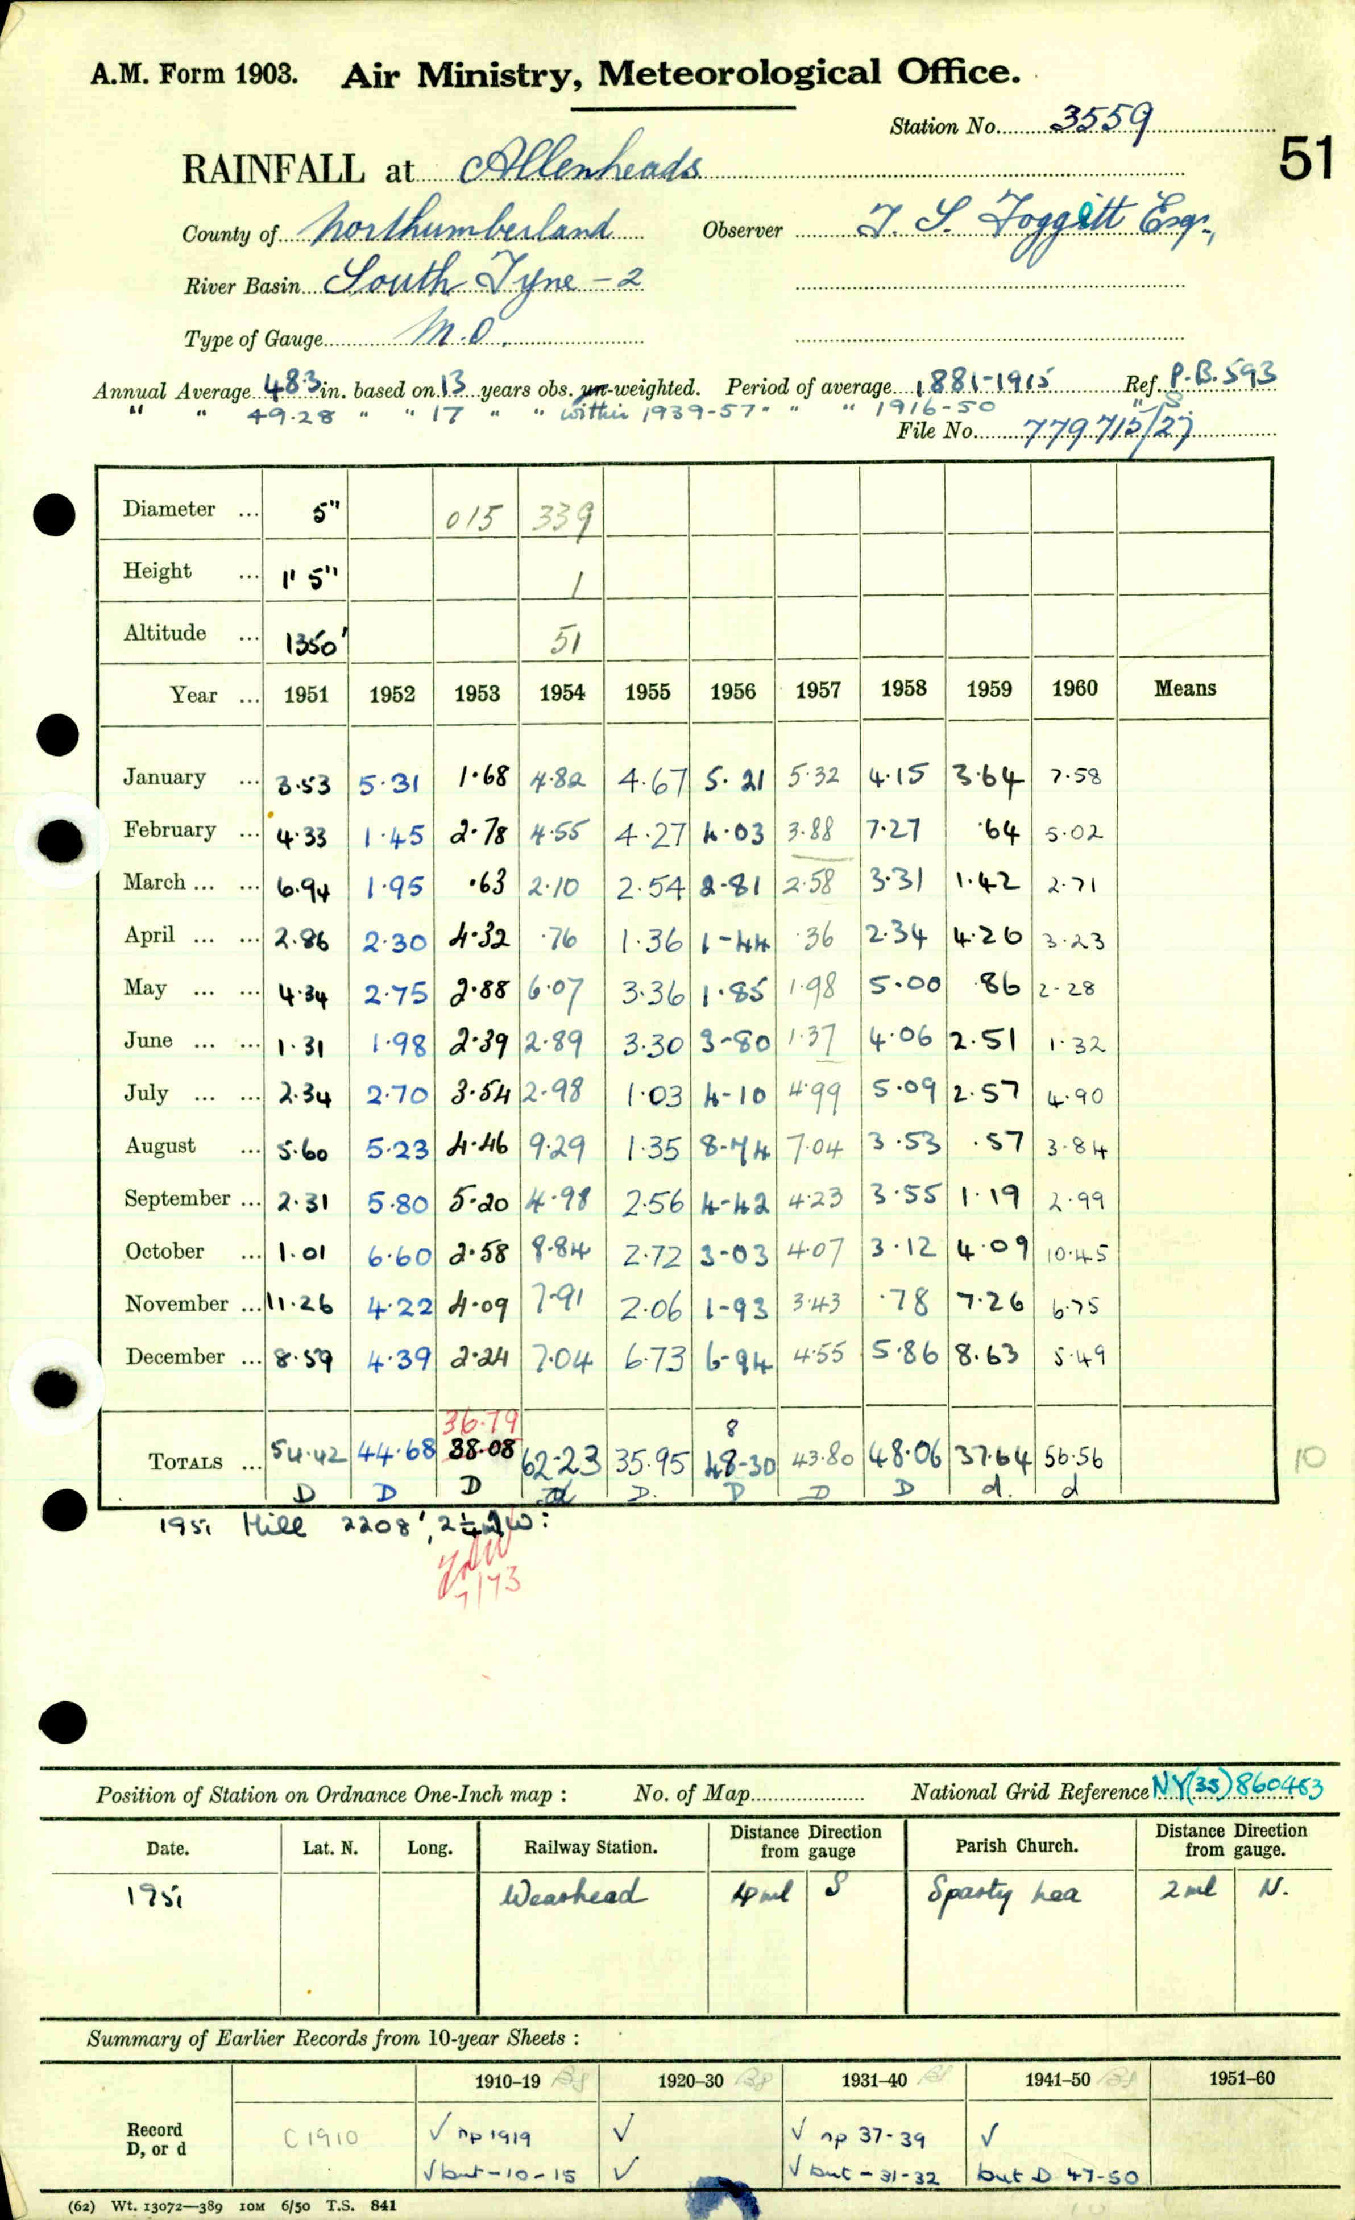 A.M. Form 1903. Air Ministry, Meteorological Office.
Station No. 3559
51
RAINFALL at Allenheads
County of Northumberland Observer T. S. Foggitt Esqr.,
River Basin South Tyne - 2
Type of Gauge M.O.
Annual Average 48.3 in. based on 13 years obs. un-weighted. Period of average 1881-1915 Ref. P.B.593
" " 49.28 " " 17 " " within 1939-57- " " 1916-50 " S
File No. 779715/27
Diameter ... 5" 015 339
Height ... 1' 5" 1
Altitude ... 1350' 51
Year ... 1951 1952 1953 1954 1955 1956 1957 1958 1959 1960 Means
January ... 3.53 5.31 1.68 4.82 4.67 5.21 5.32 4.15 3.64 7.58
February ... 4.33 1.45 2.78 4.55 4.27 4.03 3.88 7.27 .64 5.02
March ... ... 6.94 1.95 .63 2.10 2.54 2.81 2.58 3.31 1.42 2.71
April ... ... 2.86 2.30 4.32 .76 1.36 1-44 .36 2.34 4.26 3.23
May ... ... 4.34 2.75 2.88 6.07 3.36 1.85 1.98 5.00 .86 2.28
June ... ... 1.31 1.98 2.39 2.89 3.30 3-80 1.37 4.06 2.51 1.32
July ... ... 2.34 2.70 3.54 2.98 1.03 4-10 4.99 5.09 2.57 4.90
August ... 5.60 5.23 4.46 9.29 1.35 8-74 7.04 3.53 .57 3.84
September ... 2.31 5.80 5.20 4.98 2.56 4-42 4.23 3.55 1.19 2.99
October ... 1.01 6.60 2.58 8.84 2.72 3-03 4.07 3.12 4.09 10.45
November ... 11.26 4.22 4.09 7.91 2.06 1-93 3.43 .78 7.26 6.75
December ... 8.59 4.39 2.24 7.04 6.73 6-94 4.55 5.86 8.63 5.49
36.79 8
TOTALS ... 54.42 44.68 38.08 62.23 35.95 48-30 43.80 48.06 37.64 56.56 10
D D D d D. D D D d. d
1951 Hill 2208', 2¼ W:
7/73
Position of Station on Ordnance One-Inch map : No. of Map National Grid Reference NY(35)860453
Date. Lat. N. Long. Railway Station. Distance Direction from gauge Parish Church. Distance Direction from gauge.
1951 Wearhead 4 ml S Sparty Lea 2 ml N.
Summary of Earlier Records from 10-year Sheets :
1910-19 1920-30 1931-40 1941-50 1951-60
Record D, or d C1910 √ np 1919 √ √ np 37-39 √
√ but -10-15 √ √ but -31-32 but D 47-50
(62) Wt. 13072—389 10M 6/50 T.S. 841